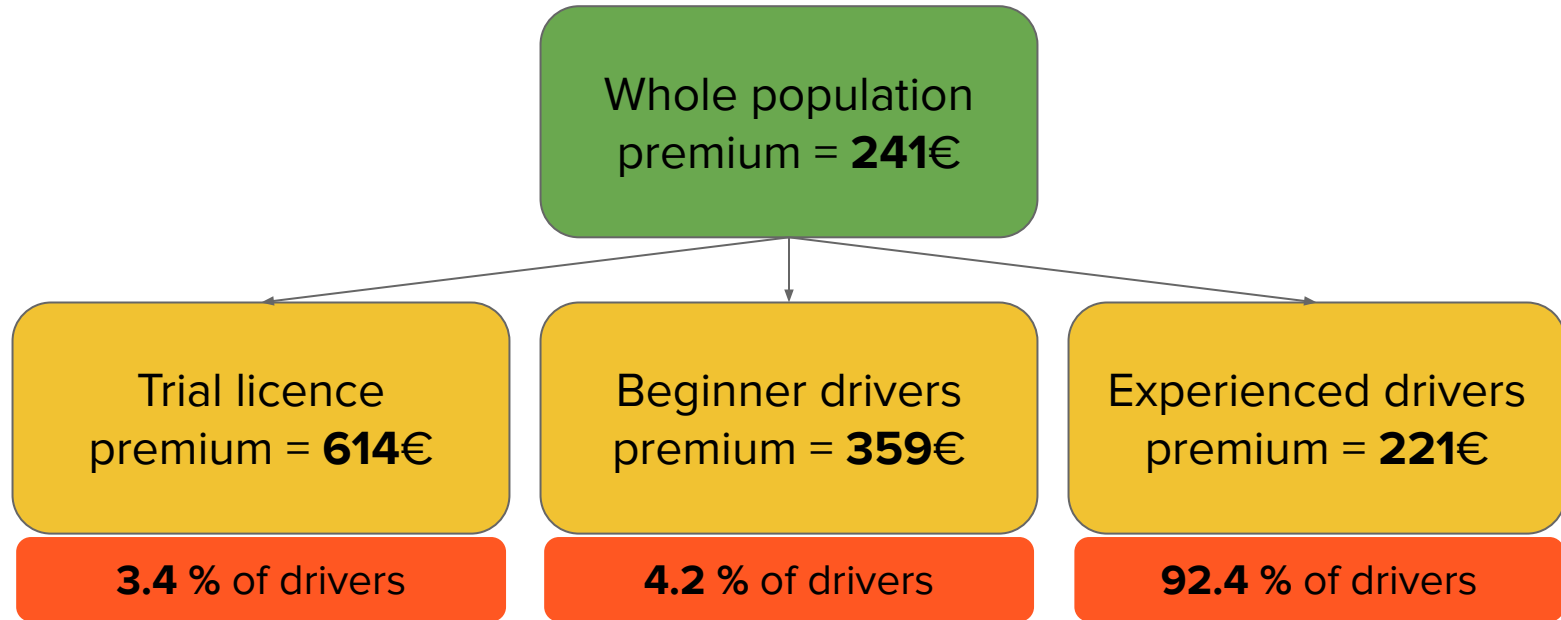 Whole population
premium = 241€
Trial licence
premium = 614€
Beginner drivers
premium = 359€
Experienced drivers
premium = 221€
3.4 % of drivers
4.2 % of drivers
92.4 % of drivers